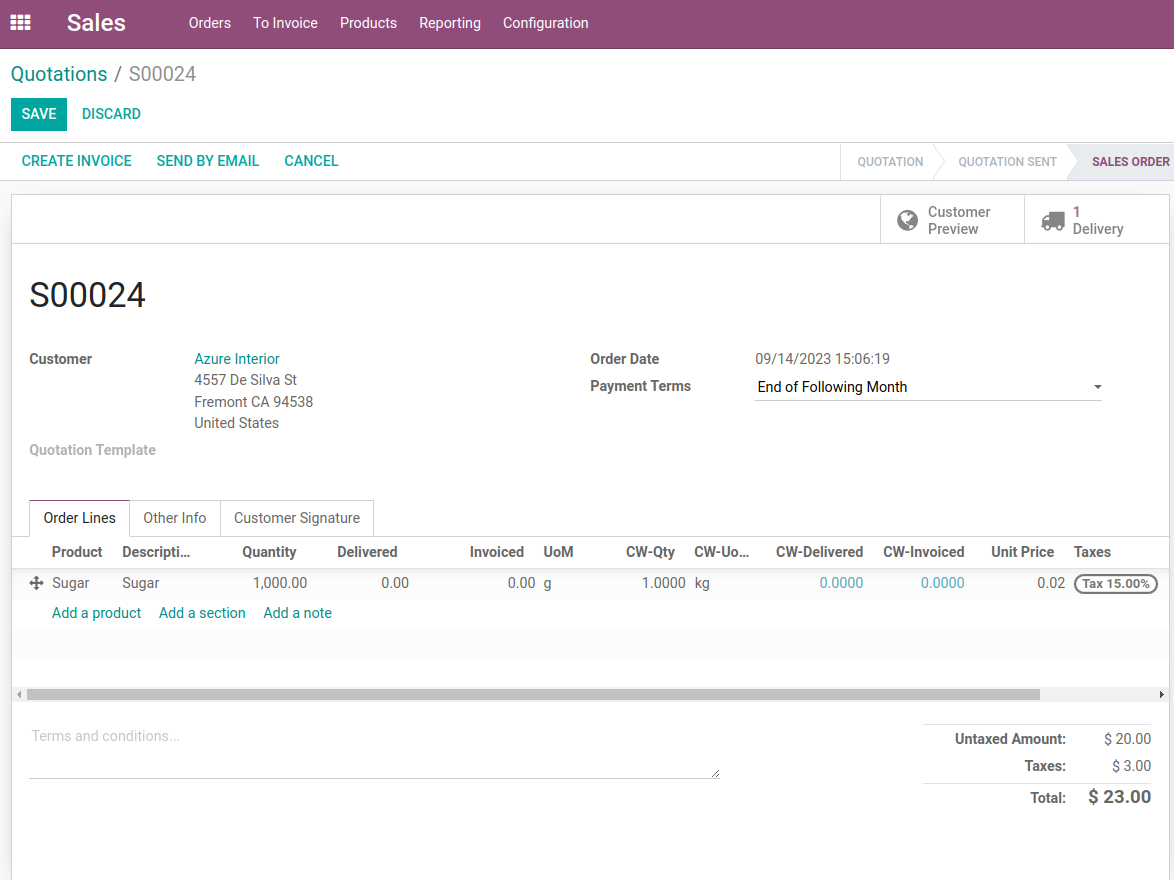 Sales Orders To Invoice Products Reporting Configuration
Quotations / S00024
SAVE DISCARD
CREATE INVOICE SEND BY EMAIL CANCEL QUOTATION QUOTATION SENT SALES ORDER
Customer Preview
1 Delivery
S00024
Customer Azure Interior
4557 De Silva St
Fremont CA 94538
United States
Order Date 09/14/2023 15:06:19
Payment Terms End of Following Month
Quotation Template
Order Lines Other Info Customer Signature
Product Descripti... Quantity Delivered Invoiced UoM CW-Qty CW-Uo... CW-Delivered CW-Invoiced Unit Price Taxes
Sugar Sugar 1,000.00 0.00 0.00 g 1.0000 kg 0.0000 0.0000 0.02 Tax 15.00%
Add a product Add a section Add a note
Terms and conditions...
Untaxed Amount: $ 20.00
Taxes: $ 3.00
Total: $ 23.00